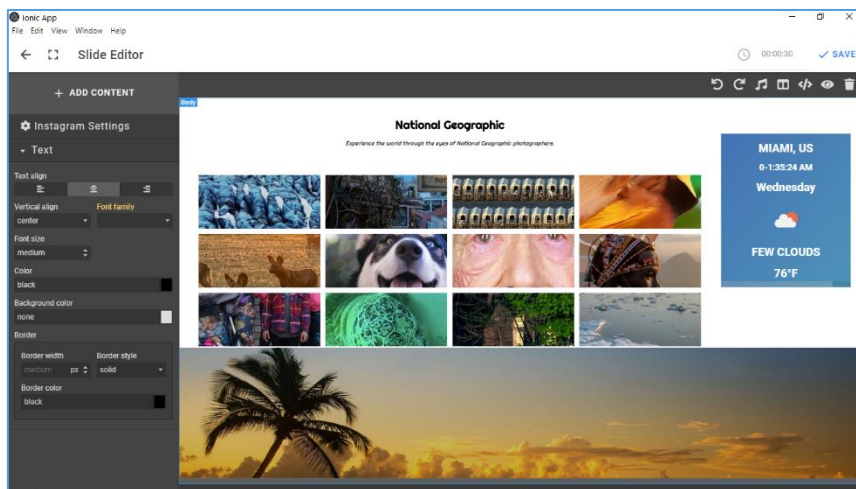 Ionic App
File Edit View Window Help
Slide Editor
00:00:30
SAVE
+ ADD CONTENT
Body
Instagram Settings
Text
Text align
Vertical align
Font family
center
Font size
medium
Color
black
Background color
none
Border
Border width
Border style
medium
px
solid
Border color
black
National Geographic
Experience the world through the eyes of National Geographic photographers.
MIAMI, US
0-1:35:24 AM
Wednesday
FEW CLOUDS
76°F